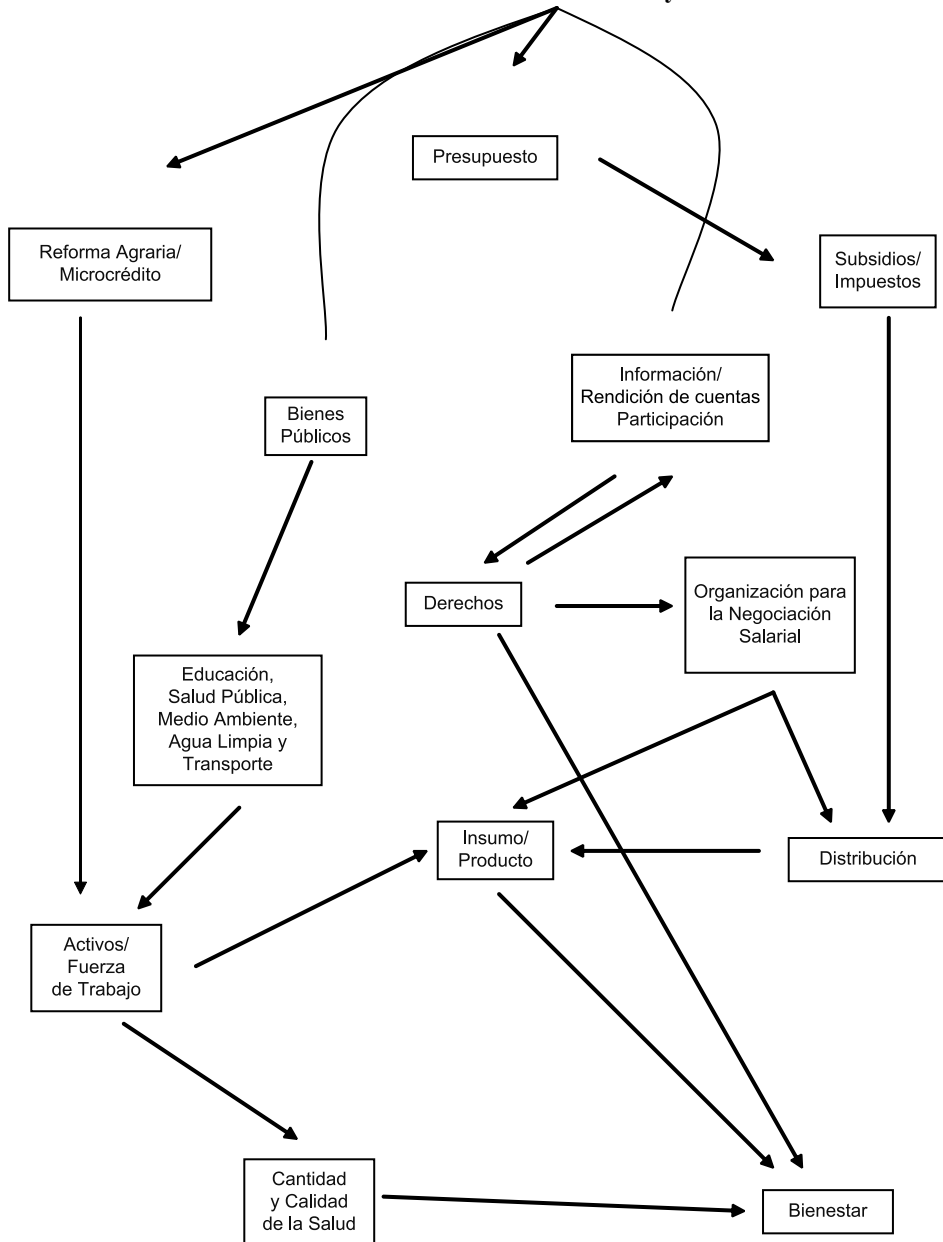 Presupuesto
Reforma Agraria/
Microcrédito
Subsidios/
Impuestos
Información/
Rendición de cuentas
Participación
Bienes
Públicos
Derechos
Organización para
la Negociación
Salarial
Educación,
Salud Pública,
Medio Ambiente,
Agua Limpia y
Transporte
Insumo/
Producto
Distribución
Activos/
Fuerza
de Trabajo
Cantidad
y Calidad
de la Salud
Bienestar